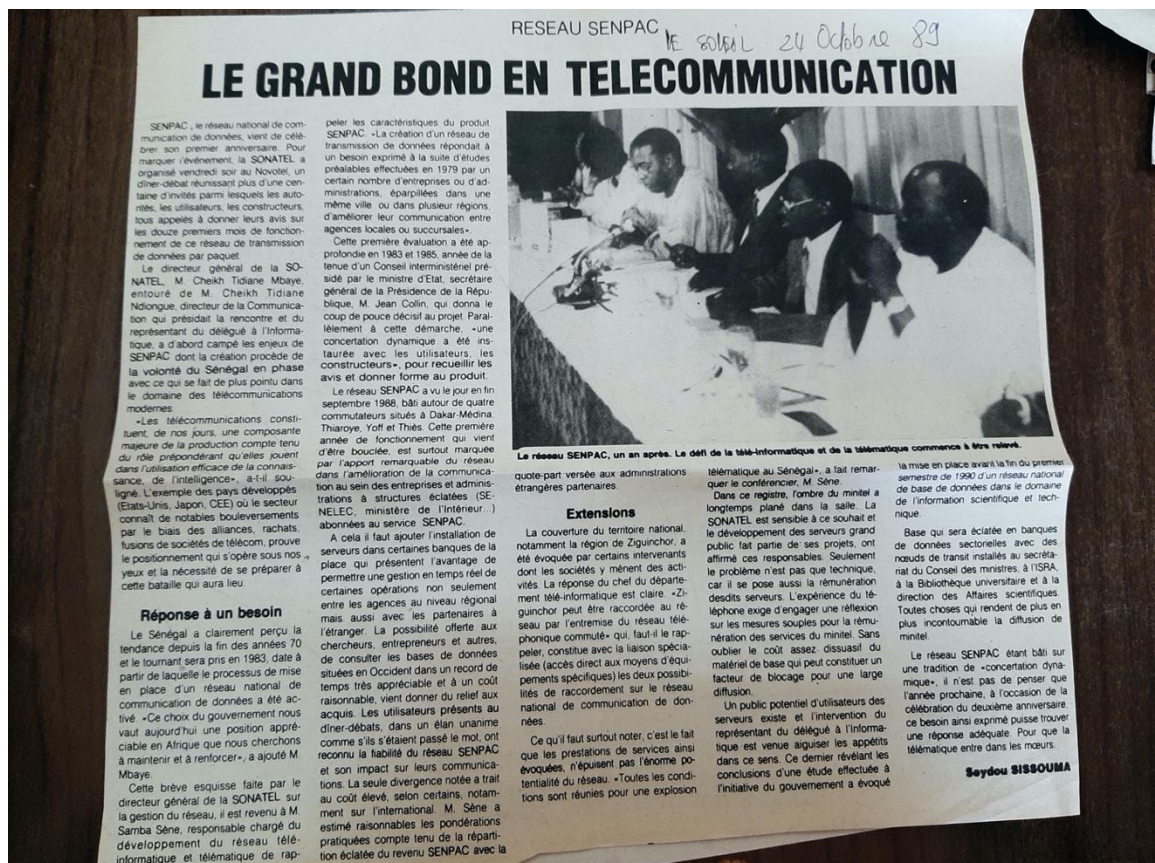 RESEAU SENPAC
LE SOLEIL 24 Octobre 89
LE GRAND BOND EN TELECOMMUNICATION
SENPAC, le réseau national de com-
munication de données, vient de célé-
brer son premier anniversaire. Pour
marquer l'événement, la SONATEL a
organisé vendredi soir au Novotel, un
dîner-débat réunissant plus d'une cen-
taine d'invités parmi lesquels les auto-
rités, les utilisateurs, les constructeurs,
tous appelés à donner leurs avis sur
les douze premiers mois de fonction-
nement de ce réseau de transmission
de données par paquet.
Le directeur général de la SO-
NATEL, M. Cheikh Tidiane Mbaye,
entouré de M. Cheikh Tidiane
Ndiongue, directeur de la Communica-
tion qui présidait la rencontre et du
représentant du délégué à l'Informa-
tique, a d'abord campé les enjeux de
SENPAC dont la création procède de
la volonté du Sénégal en phase
avec ce qui se fait de plus pointu dans
le domaine des télécommunications
modernes.
«Les télécommunications consti-
tuent, de nos jours, une composante
majeure de la production compte tenu
du rôle prépondérant qu'elles jouent
dans l'utilisation efficace de la connais-
sance, de l'intelligence», a-t-il sou-
ligné. L'exemple des pays développés
(Etats-Unis, Japon, CEE) où le secteur
connaît de notables bouleversements
par le biais des alliances, rachats,
fusions de sociétés de télécom, prouve
le positionnement qui s'opère sous nos
yeux et la nécessité de se préparer à
cette bataille qui aura lieu.
Réponse à un besoin
Le Sénégal a clairement perçu la
tendance depuis la fin des années 70
et le tournant sera pris en 1983, date à
partir de laquelle le processus de mise
en place d'un réseau national de
communication de données a été ac-
tivé. «Ce choix du gouvernement nous
vaut aujourd'hui une position appré-
ciable en Afrique que nous cherchons
à maintenir et à renforcer», a ajouté M.
Mbaye.
Cette brève esquisse faite par le
directeur général de la SONATEL sur
la gestion du réseau, il est revenu à M.
Samba Sène, responsable chargé du
développement du réseau télé-
informatique et télématique de rap-
peler les caractéristiques du produit
SENPAC. «La création d'un réseau de
transmission de données répondait à
un besoin exprimé à la suite d'études
préalables effectuées en 1979 par un
certain nombre d'entreprises ou d'ad-
ministrations, éparpillées dans une
même ville ou dans plusieurs régions,
d'améliorer leur communication entre
agences locales ou succursales».
Cette première évaluation a été ap-
profondie en 1983 et 1985, année de la
tenue d'un Conseil interministériel pré-
sidé par le ministre d'Etat, secrétaire
général de la Présidence de la Répu-
blique, M. Jean Collin, qui donna le
coup de pouce décisif au projet. Paral-
lèlement à cette démarche, «une
concertation dynamique a été ins-
taurée avec les utilisateurs, les
constructeurs», pour recueillir les
avis et donner forme au produit.
Le réseau SENPAC a vu le jour en fin
septembre 1988, bâti autour de quatre
commutateurs situés à Dakar-Médina,
Thiaroye, Yoff et Thiès. Cette première
année de fonctionnement qui vient
d'être bouclée, est surtout marquée
par l'apport remarquable du réseau
dans l'amélioration de la communica-
tion au sein des entreprises et adminis-
trations à structures éclatées (SE-
NELEC, ministère de l'Intérieur...)
abonnées au service SENPAC.
A cela il faut ajouter l'installation de
serveurs dans certaines banques de la
place qui présentent l'avantage de
permettre une gestion en temps réel de
certaines opérations non seulement
entre les agences au niveau régional
mais aussi avec les partenaires à
l'étranger. La possibilité offerte aux
chercheurs, entrepreneurs et autres,
de consulter les bases de données
situées en Occident dans un record de
temps très appréciable et à un coût
raisonnable, vient donner du relief aux
acquis. Les utilisateurs présents au
dîner-débats, dans un élan unanime
comme s'ils s'étaient passé le mot, ont
reconnu la fiabilité du réseau SENPAC
et son impact sur leurs communica-
tions. La seule divergence notée a trait
au coût élevé, selon certains, notam-
ment sur l'international. M. Sène a
estimé raisonnables les pondérations
pratiquées compte tenu de la réparti-
tion éclatée du revenu SENPAC avec la
Le réseau SENPAC, un an après. Le défi de la télé-informatique et de la télématique commence à être relevé.
quote-part versée aux administrations
étrangères partenaires.
Extensions
La couverture du territoire national,
notamment la région de Ziguinchor, a
été évoquée par certains intervenants
dont les sociétés y mènent des acti-
vités. La réponse du chef du départe-
ment télé-informatique est claire. «Zi-
guinchor peut être raccordée au ré-
seau par l'entremise du réseau télé-
phonique commuté» qui, faut-il le rap-
peler, constitue avec la liaison spécia-
lisée (accès direct aux moyens d'équi-
pements spécifiques) les deux possibi-
lités de raccordement sur le réseau
national de communication de don-
nées.
Ce qu'il faut surtout noter, c'est le fait
que les prestations de services ainsi
évoquées, n'épuisent pas l'énorme po-
tentialité du réseau. «Toutes les condi-
tions sont réunies pour une explosion
télématique au Sénégal», a fait remar-
quer le conférencier, M. Sène.
Dans ce registre, l'ombre du minitel a
longtemps plané dans la salle. La
SONATEL est sensible à ce souhait et
le développement des serveurs grand
public fait partie de ses projets, ont
affirmé ces responsables. Seulement
le problème n'est pas que technique,
car il se pose aussi la rémunération
desdits serveurs. L'expérience du té-
léphone exige d'engager une réflexion
sur les mesures souples pour la rému-
nération des services du minitel. Sans
oublier le coût assez dissuasif du
matériel de base qui peut constituer un
facteur de blocage pour une large
diffusion.
Un public potentiel d'utilisateurs des
serveurs existe et l'intervention du
représentant du délégué à l'Informa-
tique est venue aiguiser les appétits
dans ce sens. Ce dernier révélant les
conclusions d'une étude effectuée à
l'initiative du gouvernement a évoqué
la mise en place avant la fin du premier
semestre de 1990 d'un réseau national
de base de données dans le domaine
de l'information scientifique et tech-
nique.
Base qui sera éclatée en banques
de données sectorielles avec des
nœuds de transit installés au secréta-
riat du Conseil des ministres, à l'ISRA,
à la Bibliothèque universitaire et à la
direction des Affaires scientifiques.
Toutes choses qui rendent de plus en
plus incontournable la diffusion de
minitel.
Le réseau SENPAC étant bâti sur
une tradition de «concertation dyna-
mique», il n'est pas de penser que
l'année prochaine, à l'occasion de la
célébration du deuxième anniversaire,
ce besoin ainsi exprimé puisse trouver
une réponse adéquate. Pour que la
télématique entre dans les mœurs.
Seydou SISSOUMA